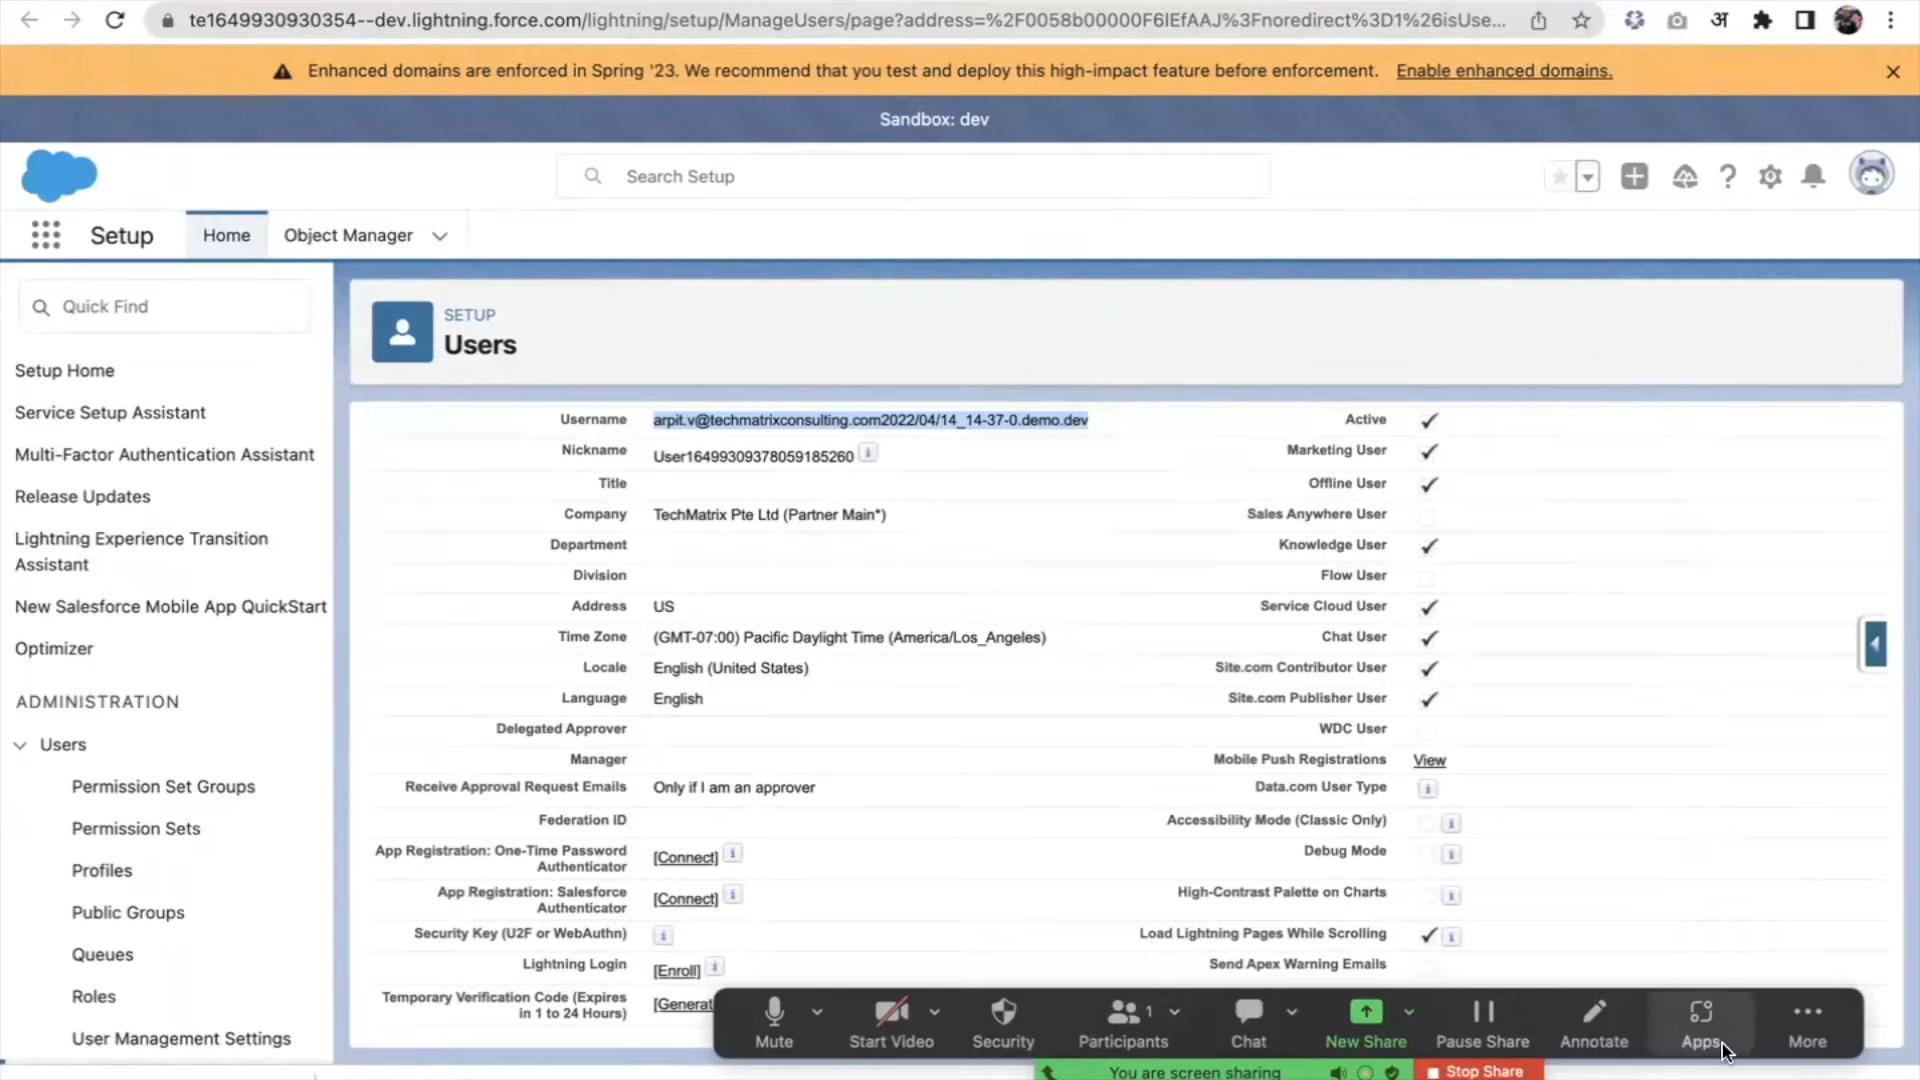 te1649930930354--dev.lightning.force.com/lightning/setup/ManageUsers/page?address=%2F0058b00000F6lEfAAJ%3Fnoredirect%3D1%26isUse...
अ
Enhanced domains are enforced in Spring '23. We recommend that you test and deploy this high-impact feature before enforcement. Enable enhanced domains.
Sandbox: dev
Search Setup
Setup
Home
Object Manager
Quick Find
Setup Home
Service Setup Assistant
Multi-Factor Authentication Assistant
Release Updates
Lightning Experience Transition
Assistant
New Salesforce Mobile App QuickStart
Optimizer
ADMINISTRATION
Users
Permission Set Groups
Permission Sets
Profiles
Public Groups
Queues
Roles
User Management Settings
SETUP
Users
Username arpit.v@techmatrixconsulting.com2022/04/14_14-37-0.demo.dev
Nickname User16499309378059185260 i
Title
Company TechMatrix Pte Ltd (Partner Main*)
Department
Division
Address US
Time Zone (GMT-07:00) Pacific Daylight Time (America/Los_Angeles)
Locale English (United States)
Language English
Delegated Approver
Manager
Receive Approval Request Emails Only if I am an approver
Federation ID
App Registration: One-Time Password
Authenticator [Connect] i
App Registration: Salesforce
Authenticator [Connect] i
Security Key (U2F or WebAuthn) i
Lightning Login [Enroll] i
Temporary Verification Code (Expires
in 1 to 24 Hours) [Generat
Active
Marketing User
Offline User
Sales Anywhere User
Knowledge User
Flow User
Service Cloud User
Chat User
Site.com Contributor User
Site.com Publisher User
WDC User
Mobile Push Registrations View
Data.com User Type i
Accessibility Mode (Classic Only) i
Debug Mode i
High-Contrast Palette on Charts i
Load Lightning Pages While Scrolling i
Send Apex Warning Emails
1
Mute
Start Video
Security
Participants
Chat
New Share
Pause Share
Annotate
Apps
More
You are screen sharing
Stop Share